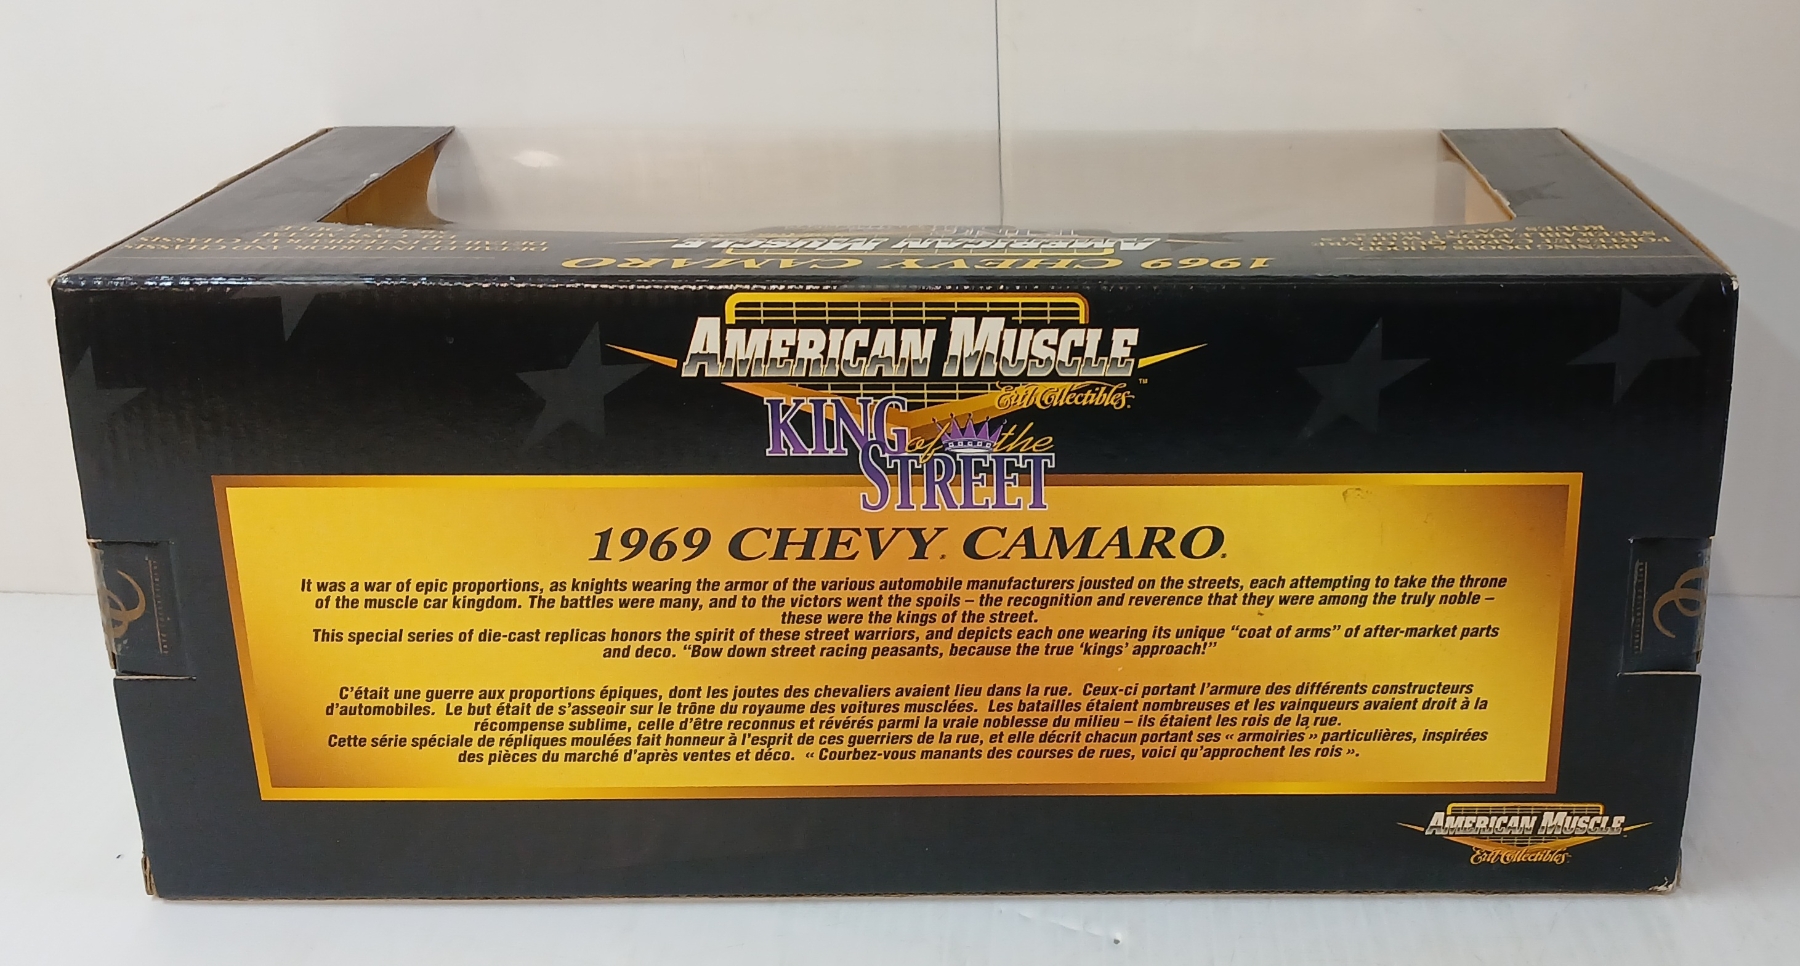 1969 CHEVY CAMARO
AMERICAN MUSCLE
AMERICAN MUSCLE™
Ertl Collectibles
KING of the STREET
1969 CHEVY. CAMARO.
It was a war of epic proportions, as knights wearing the armor of the various automobile manufacturers jousted on the streets, each attempting to take the throne
of the muscle car kingdom. The battles were many, and to the victors went the spoils – the recognition and reverence that they were among the truly noble –
these were the kings of the street.
This special series of die-cast replicas honors the spirit of these street warriors, and depicts each one wearing its unique "coat of arms" of after-market parts
and deco. "Bow down street racing peasants, because the true 'kings' approach!"
C'était une guerre aux proportions épiques, dont les joutes des chevaliers avaient lieu dans la rue. Ceux-ci portant l'armure des différents constructeurs
d'automobiles. Le but était de s'asseoir sur le trône du royaume des voitures musclées. Les batailles étaient nombreuses et les vainqueurs avaient droit à la
récompense sublime, celle d'être reconnus et révérés parmi la vraie noblesse du milieu – ils étaient les rois de la rue.
Cette série spéciale de répliques moulées fait honneur à l'esprit de ces guerriers de la rue, et elle décrit chacun portant ses « armoiries » particulières, inspirées
des pièces du marché d'après ventes et déco. « Courbez-vous manants des courses de rues, voici qu'approchent les rois ».
AMERICAN MUSCLE
Ertl Collectibles